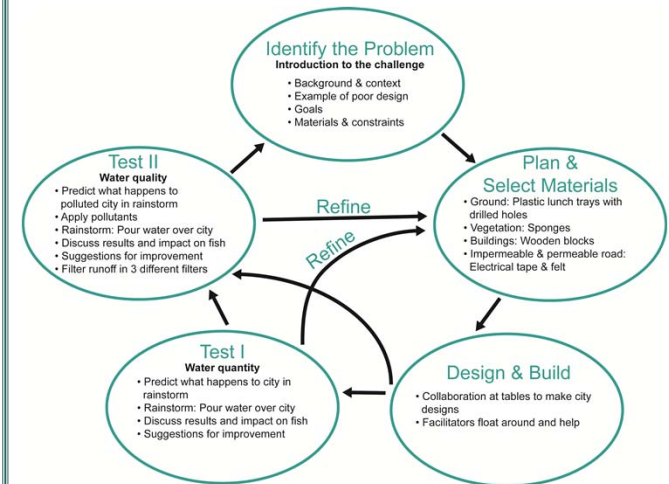 Identify the Problem
Introduction to the challenge
• Background & context
• Example of poor design
• Goals
• Materials & constraints
Test II
Water quality
• Predict what happens to
polluted city in rainstorm
• Apply pollutants
• Rainstorm: Pour water over city
• Discuss results and impact on fish
• Suggestions for improvement
• Filter runoff in 3 different filters
Refine
Refine
Plan &
Select Materials
• Ground: Plastic lunch trays with
drilled holes
• Vegetation: Sponges
• Buildings: Wooden blocks
• Impermeable & permeable road:
Electrical tape & felt
Test I
Water quantity
• Predict what happens to city in
rainstorm
• Rainstorm: Pour water over city
• Discuss results and impact on fish
• Suggestions for improvement
Design & Build
• Collaboration at tables to make city
designs
• Facilitators float around and help